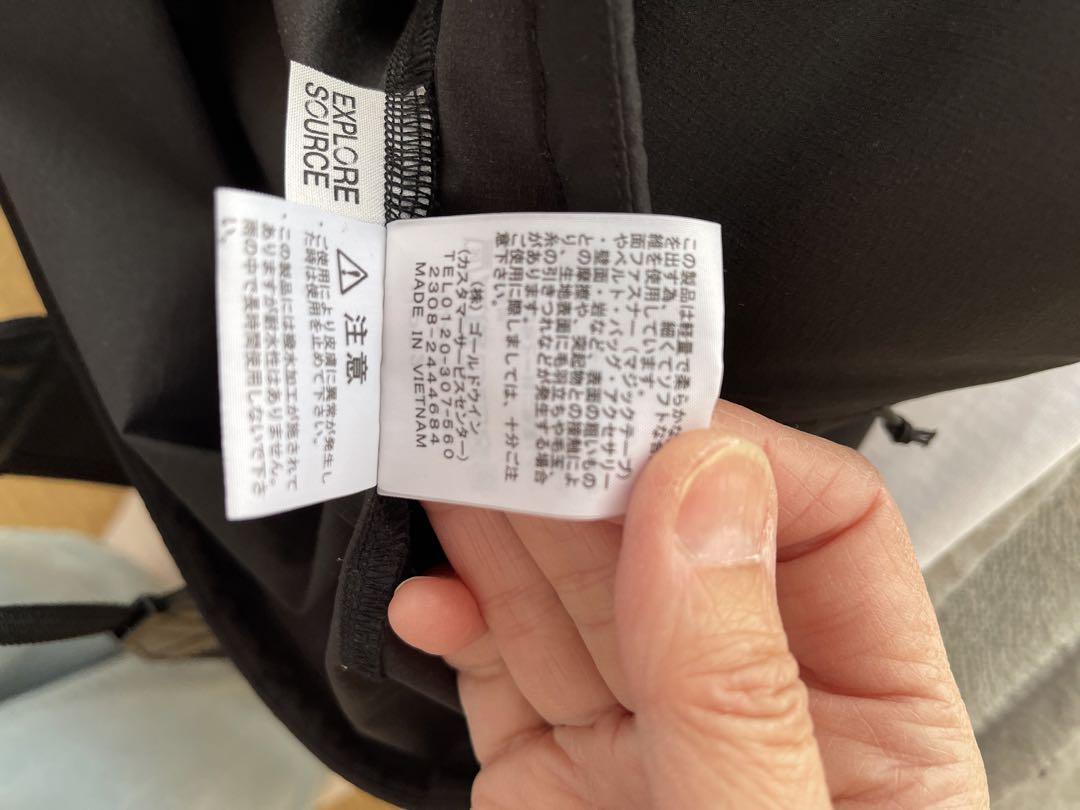 EXPLORE
SOURCE
この製品は軽量で柔らかさ
を出す為、細くてソフトな
繊維を使用しています。
面ファスナー(マジックテープ)
やベルト・バッグ・アクセサリー
・壁面、岩など、表面の粗いもの
との摩擦や、突起物との接触によ
り、生地表面に毛羽立ちや毛玉、
糸の引きつれなどが発生する場合
があります。
ご使用に際しましては、十分ご注
意下さい。
(株)ゴールドウイン
(カスタマーサービスセンター)
TEL0120-307560
2308-2444684
MADE IN VIETNAM
注意
・ご使用により皮膚に異常が発生し
た時は使用を止めて下さい。
・この製品には撥水加工が施されて
ありますが耐水性はありません。
雨の中で長時間使用しないで下さ
い。